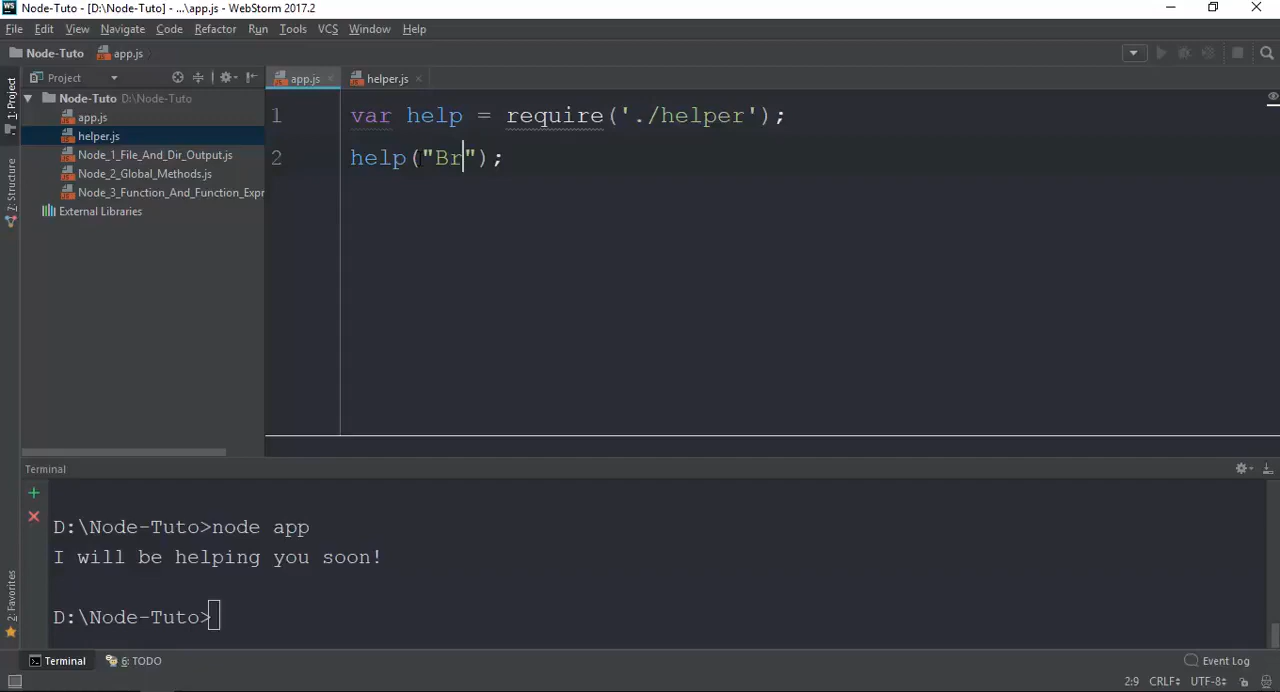 WS Node-Tuto - [D:\Node-Tuto] - ...\app.js - WebStorm 2017.2
File Edit View Navigate Code Refactor Run Tools VCS Window Help
Node-Tuto app.js
1: Project
Project
app.js helper.js
Node-Tuto D:\Node-Tuto
app.js
helper.js
Node_1_File_And_Dir_Output.js
Node_2_Global_Methods.js
Node_3_Function_And_Function_Expr
External Libraries
7: Structure
1 var help = require('./helper');
2 help("Br");
Terminal
D:\Node-Tuto>node app
I will be helping you soon!
D:\Node-Tuto>
2: Favorites
Terminal 6: TODO Event Log
2:9 CRLF UTF-8